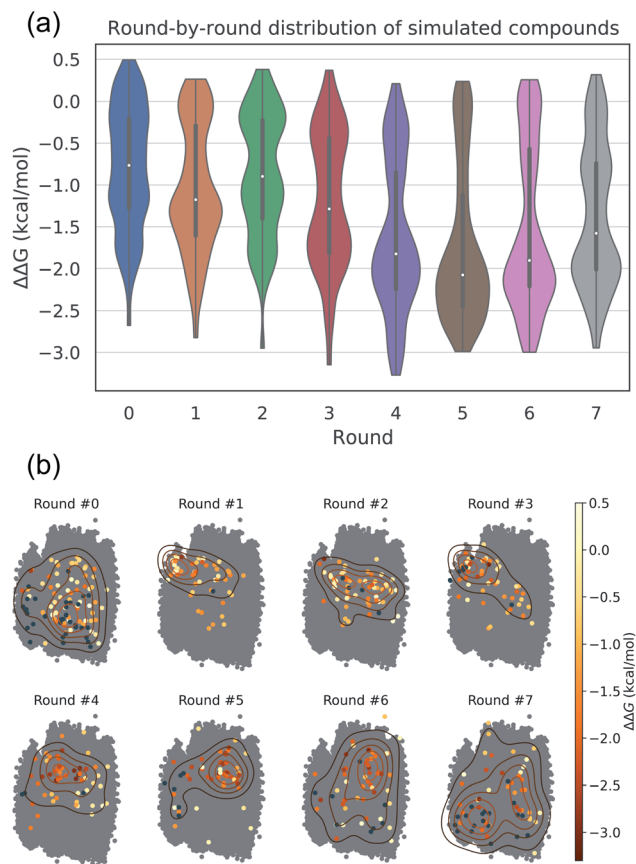 (a)
Round-by-round distribution of simulated compounds
0.5
0.0
−0.5
−1.0
−1.5
−2.0
−2.5
−3.0
ΔΔG (kcal/mol)
0 1 2 3 4 5 6 7
Round
(b)
Round #0 Round #1 Round #2 Round #3
Round #4 Round #5 Round #6 Round #7
0.5
0.0
−0.5
−1.0
−1.5
−2.0
−2.5
−3.0
ΔΔG (kcal/mol)